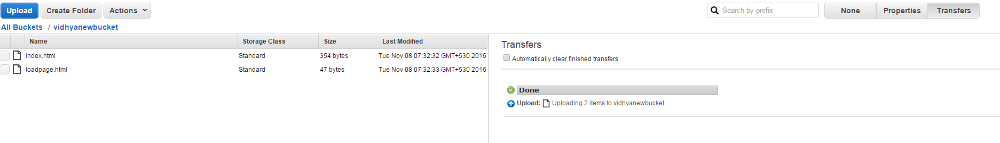 Upload Create Folder Actions Search by prefix None Properties Transfers
All Buckets / vidhyanewbucket
Name Storage Class Size Last Modified
index.html Standard 354 bytes Tue Nov 08 07:32:32 GMT+530 2016
loadpage.html Standard 47 bytes Tue Nov 08 07:32:33 GMT+530 2016
Transfers
Automatically clear finished transfers
Done
Upload: Uploading 2 items to vidhyanewbucket